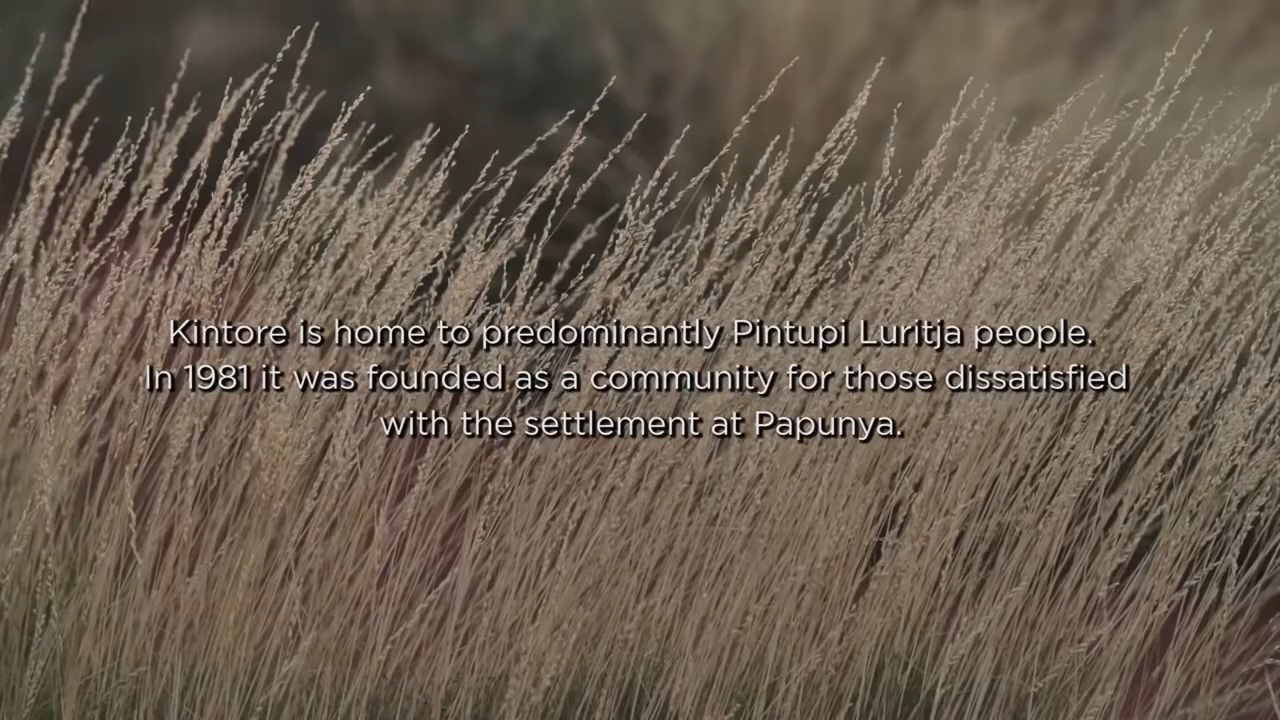 Kintore is home to predominantly Pintupi Luritja people.
In 1981 it was founded as a community for those dissatisfied
with the settlement at Papunya.